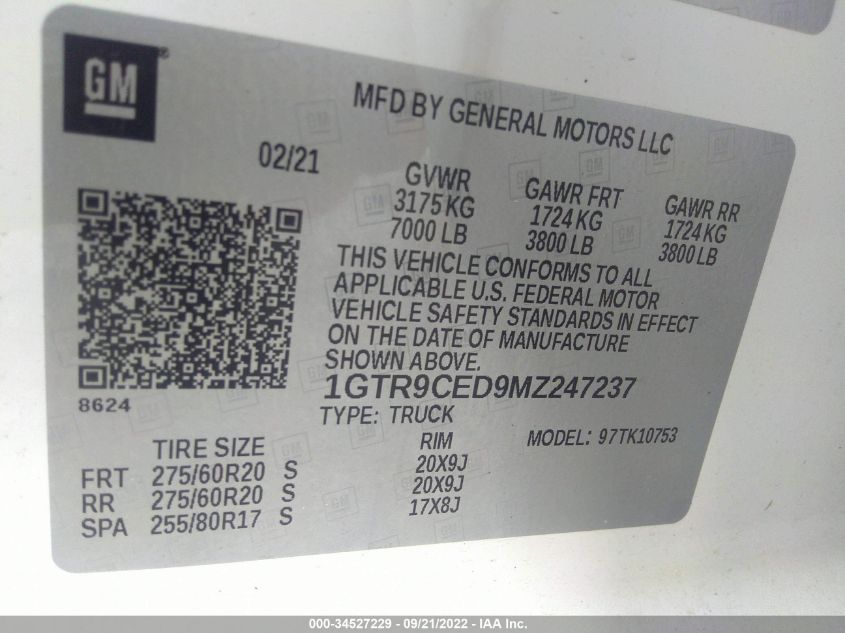 GM®
MFD BY GENERAL MOTORS LLC
02/21
GVWR GAWR FRT GAWR RR
3175 KG 1724 KG 1724 KG
7000 LB 3800 LB 3800 LB
THIS VEHICLE CONFORMS TO ALL
APPLICABLE U.S. FEDERAL MOTOR
VEHICLE SAFETY STANDARDS IN EFFECT
ON THE DATE OF MANUFACTURE
SHOWN ABOVE.
1GTR9CED9MZ247237
8624
TYPE: TRUCK
MODEL: 97TK10753
TIRE SIZE RIM
FRT 275/60R20 S 20X9J
RR 275/60R20 S 20X9J
SPA 255/80R17 S 17X8J
000-34527229 - 09/21/2022 - IAA Inc.